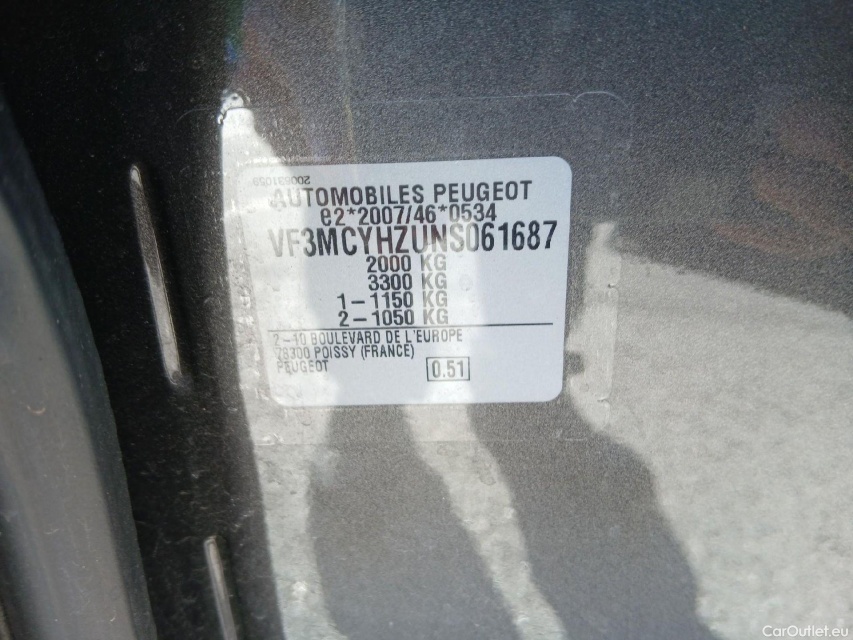 200631059
AUTOMOBILES PEUGEOT
e2*2007/46*0534
VF3MCYHZUNS061687
2000 KG
3300 KG
1-1150 KG
2-1050 KG
2-10 BOULEVARD DE L'EUROPE
78300 POISSY (FRANCE)
PEUGEOT
0.51
CarOutlet.eu